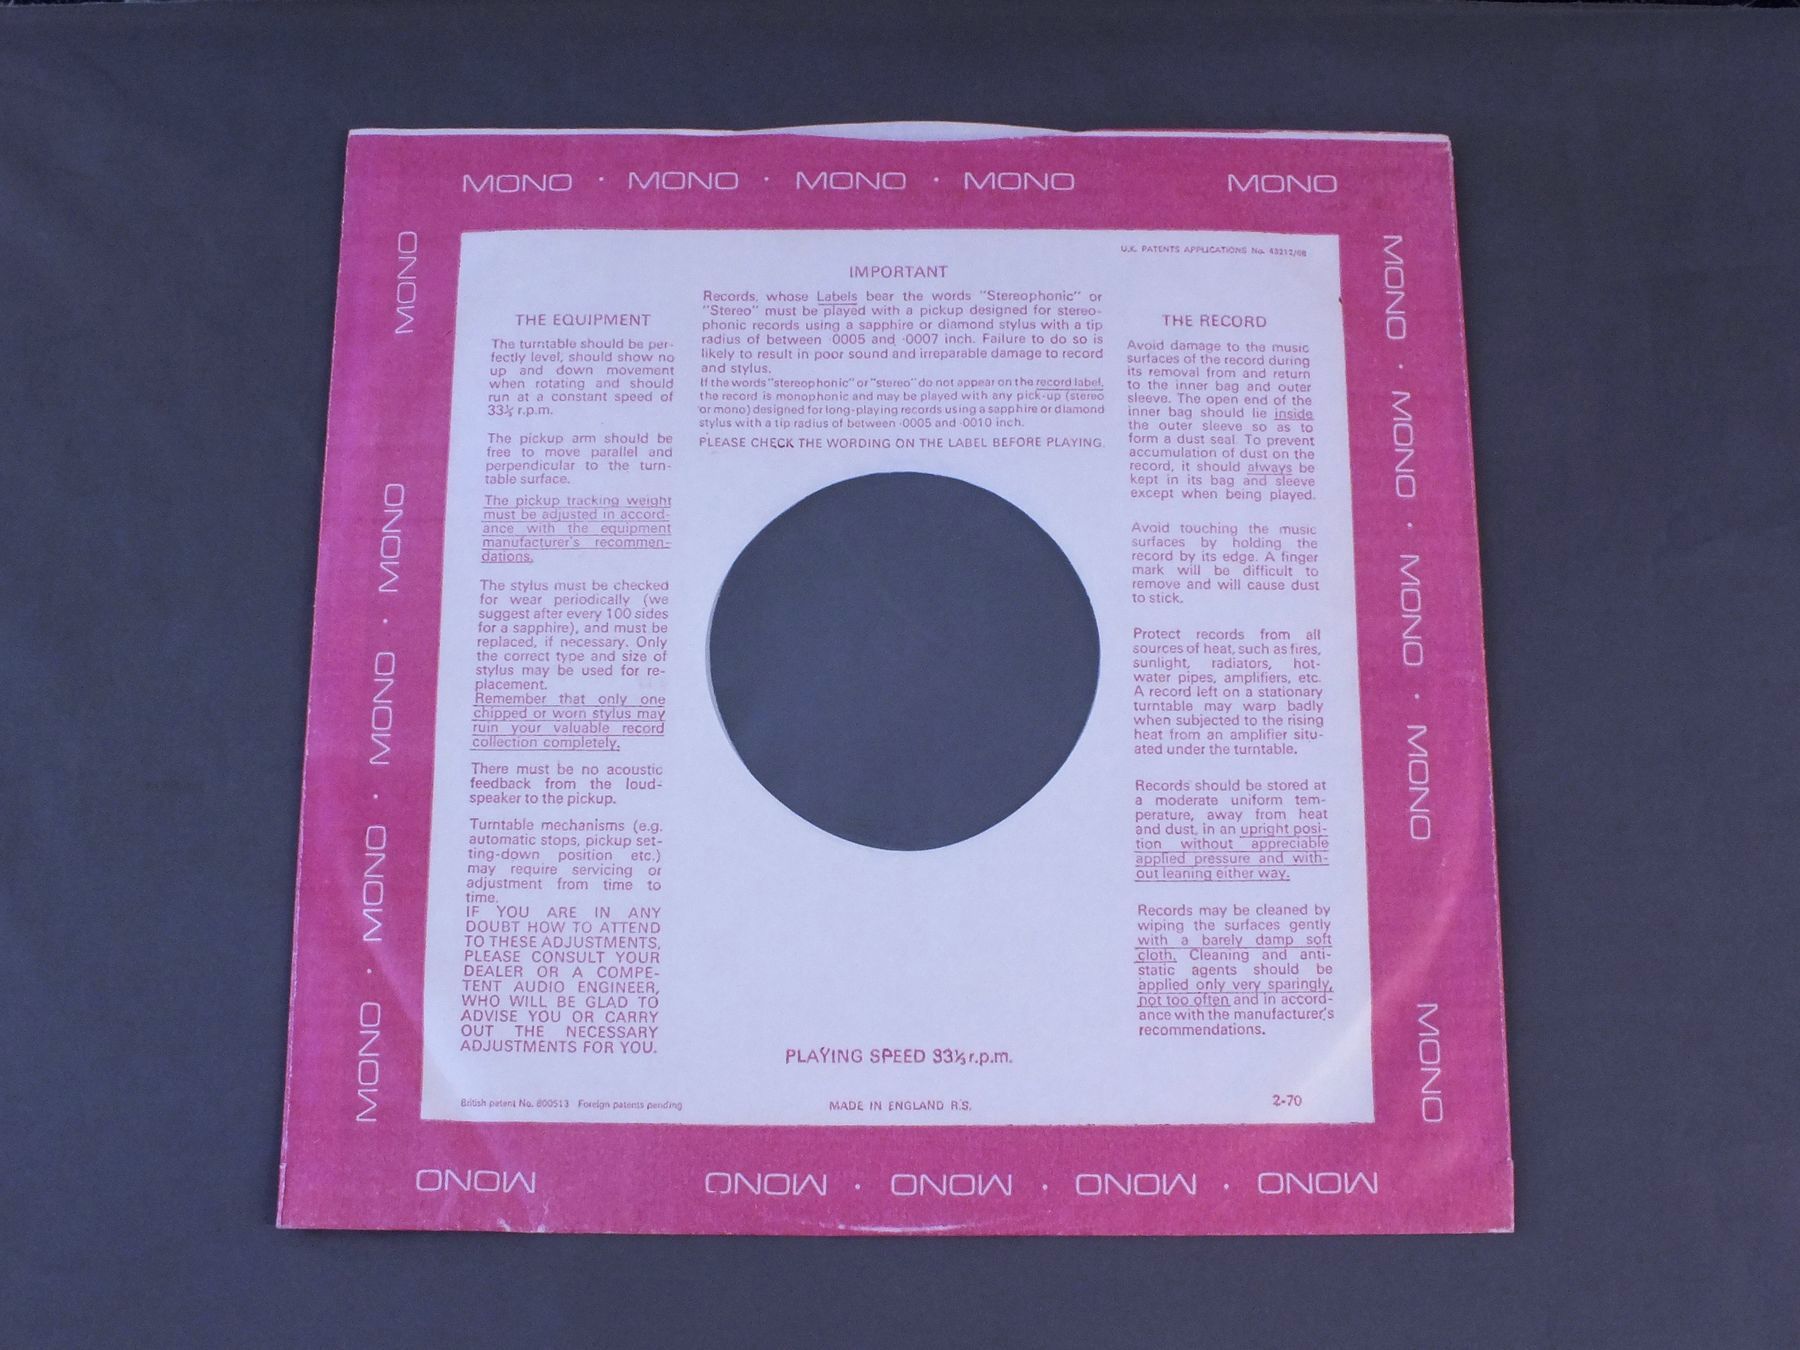 MONO · MONO · MONO · MONO MONO
MONO
MONO · MONO · MONO · MONO
MONO
U.K. PATENTS APPLICATIONS No. 43212/68
IMPORTANT
Records, whose Labels bear the words "Stereophonic" or
"Stereo" must be played with a pickup designed for stereo-
phonic records using a sapphire or diamond stylus with a tip
radius of between ·0005 and ·0007 inch. Failure to do so is
likely to result in poor sound and irreparable damage to record
and stylus.
If the words "stereophonic" or "stereo" do not appear on the record label,
the record is monophonic and may be played with any pick-up (stereo
or mono) designed for long-playing records using a sapphire or diamond
stylus with a tip radius of between ·0005 and ·0010 inch.
PLEASE CHECK THE WORDING ON THE LABEL BEFORE PLAYING.
THE EQUIPMENT
The turntable should be per-
fectly level, should show no
up and down movement
when rotating and should
run at a constant speed of
33⅓ r.p.m.
The pickup arm should be
free to move parallel and
perpendicular to the turn-
table surface.
The pickup tracking weight
must be adjusted in accord-
ance with the equipment
manufacturer's recommen-
dations.
The stylus must be checked
for wear periodically (we
suggest after every 100 sides
for a sapphire), and must be
replaced, if necessary. Only
the correct type and size of
stylus may be used for re-
placement.
Remember that only one
chipped or worn stylus may
ruin your valuable record
collection completely.
There must be no acoustic
feedback from the loud-
speaker to the pickup.
Turntable mechanisms (e.g.
automatic stops, pickup set-
ting-down position etc.)
may require servicing or
adjustment from time to
time.
IF YOU ARE IN ANY
DOUBT HOW TO ATTEND
TO THESE ADJUSTMENTS,
PLEASE CONSULT YOUR
DEALER OR A COMPE-
TENT AUDIO ENGINEER,
WHO WILL BE GLAD TO
ADVISE YOU OR CARRY
OUT THE NECESSARY
ADJUSTMENTS FOR YOU.
THE RECORD
Avoid damage to the music
surfaces of the record during
its removal from and return
to the inner bag and outer
sleeve. The open end of the
inner bag should lie inside
the outer sleeve so as to
form a dust seal. To prevent
accumulation of dust on the
record, it should always be
kept in its bag and sleeve
except when being played.
Avoid touching the music
surfaces by holding the
record by its edge. A finger
mark will be difficult to
remove and will cause dust
to stick.
Protect records from all
sources of heat, such as fires,
sunlight, radiators, hot-
water pipes, amplifiers, etc.
A record left on a stationary
turntable may warp badly
when subjected to the rising
heat from an amplifier situ-
ated under the turntable.
Records should be stored at
a moderate uniform tem-
perature, away from heat
and dust, in an upright posi-
tion without appreciable
applied pressure and with-
out leaning either way.
Records may be cleaned by
wiping the surfaces gently
with a barely damp soft
cloth. Cleaning and anti-
static agents should be
applied only very sparingly,
not too often and in accord-
ance with the manufacturer's
recommendations.
PLAYING SPEED 33⅓ r.p.m.
British patent No. 800513 Foreign patents pending
MADE IN ENGLAND R.S.
2-70
MONO · MONO · MONO · MONO
MONO
MONO · MONO · MONO · MONO MONO